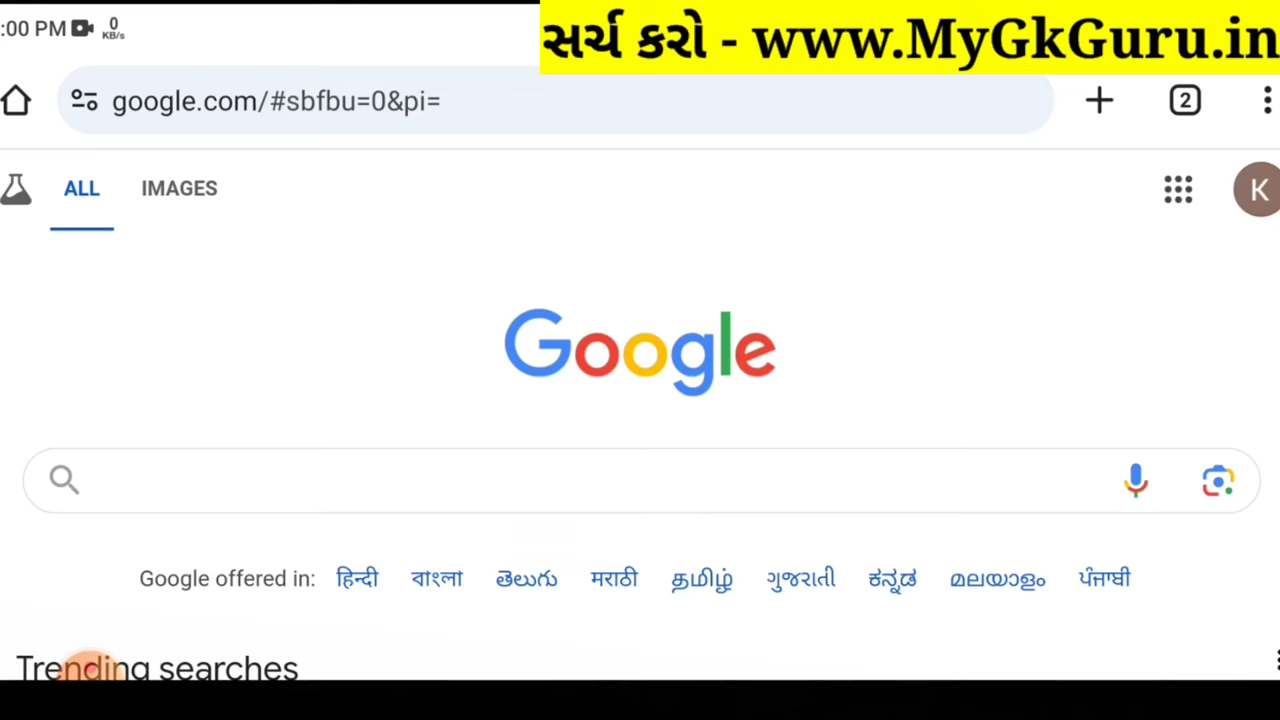 :00 PM 0 KB/s
સર્ચ કરો - www.MyGkGuru.in
google.com/#sbfbu=0&pi=
2
ALL IMAGES
K
Google
Google offered in: हिन्दी বাংলা తెలుగు मराठी தமிழ் ગુજરાતી ಕನ್ನಡ മലയാളം ਪੰਜਾਬੀ
Trending searches